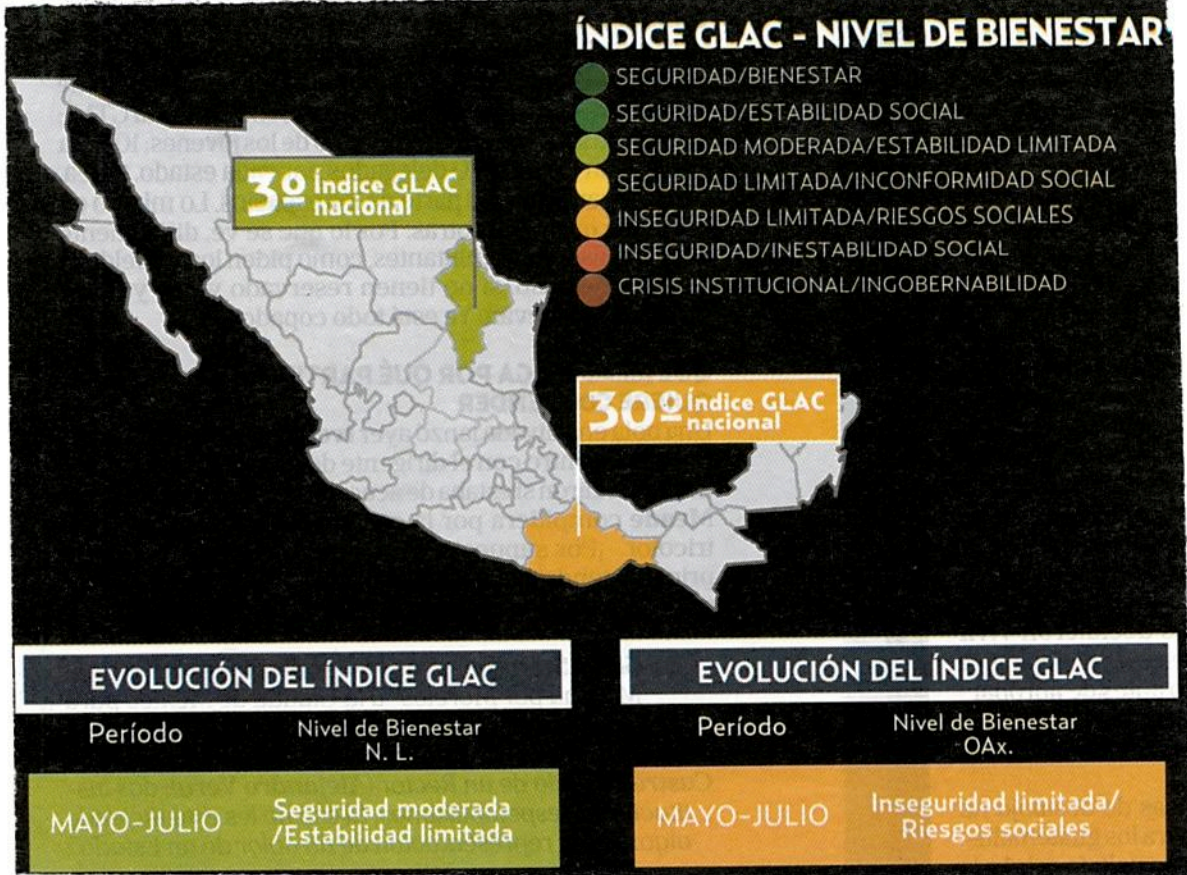 ÍNDICE GLAC - NIVEL DE BIENESTAR
SEGURIDAD/BIENESTAR
SEGURIDAD/ESTABILIDAD SOCIAL
SEGURIDAD MODERADA/ESTABILIDAD LIMITADA
SEGURIDAD LIMITADA/INCONFORMIDAD SOCIAL
INSEGURIDAD LIMITADA/RIESGOS SOCIALES
INSEGURIDAD/INESTABILIDAD SOCIAL
CRISIS INSTITUCIONAL/INGOBERNABILIDAD
3º Índice GLAC
nacional
30º Índice GLAC
nacional
EVOLUCIÓN DEL ÍNDICE GLAC
Período
Nivel de Bienestar
N. L.
MAYO-JULIO
Seguridad moderada
/Estabilidad limitada
EVOLUCIÓN DEL ÍNDICE GLAC
Período
Nivel de Bienestar
OAx.
MAYO-JULIO
Inseguridad limitada/
Riesgos sociales